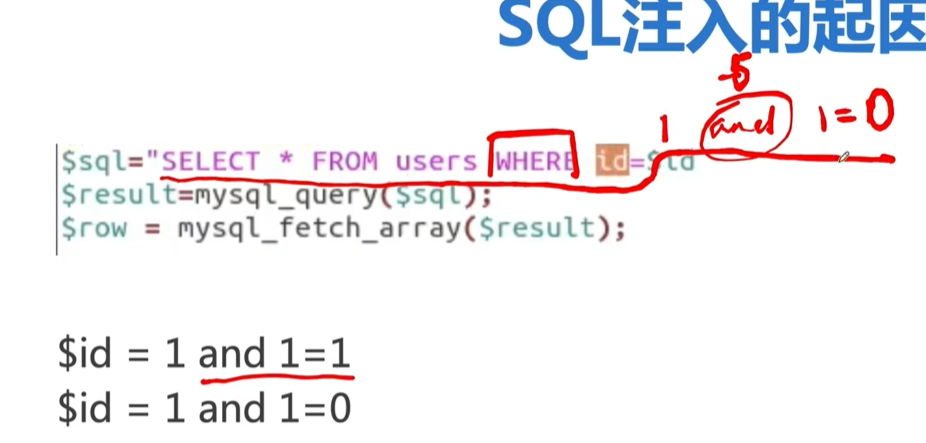 SQL注入的起因
5
1 and 1=0
$sql="SELECT * FROM users WHERE id=$id
$result=mysql_query($sql);
$row = mysql_fetch_array($result);
$id = 1 and 1=1
$id = 1 and 1=0